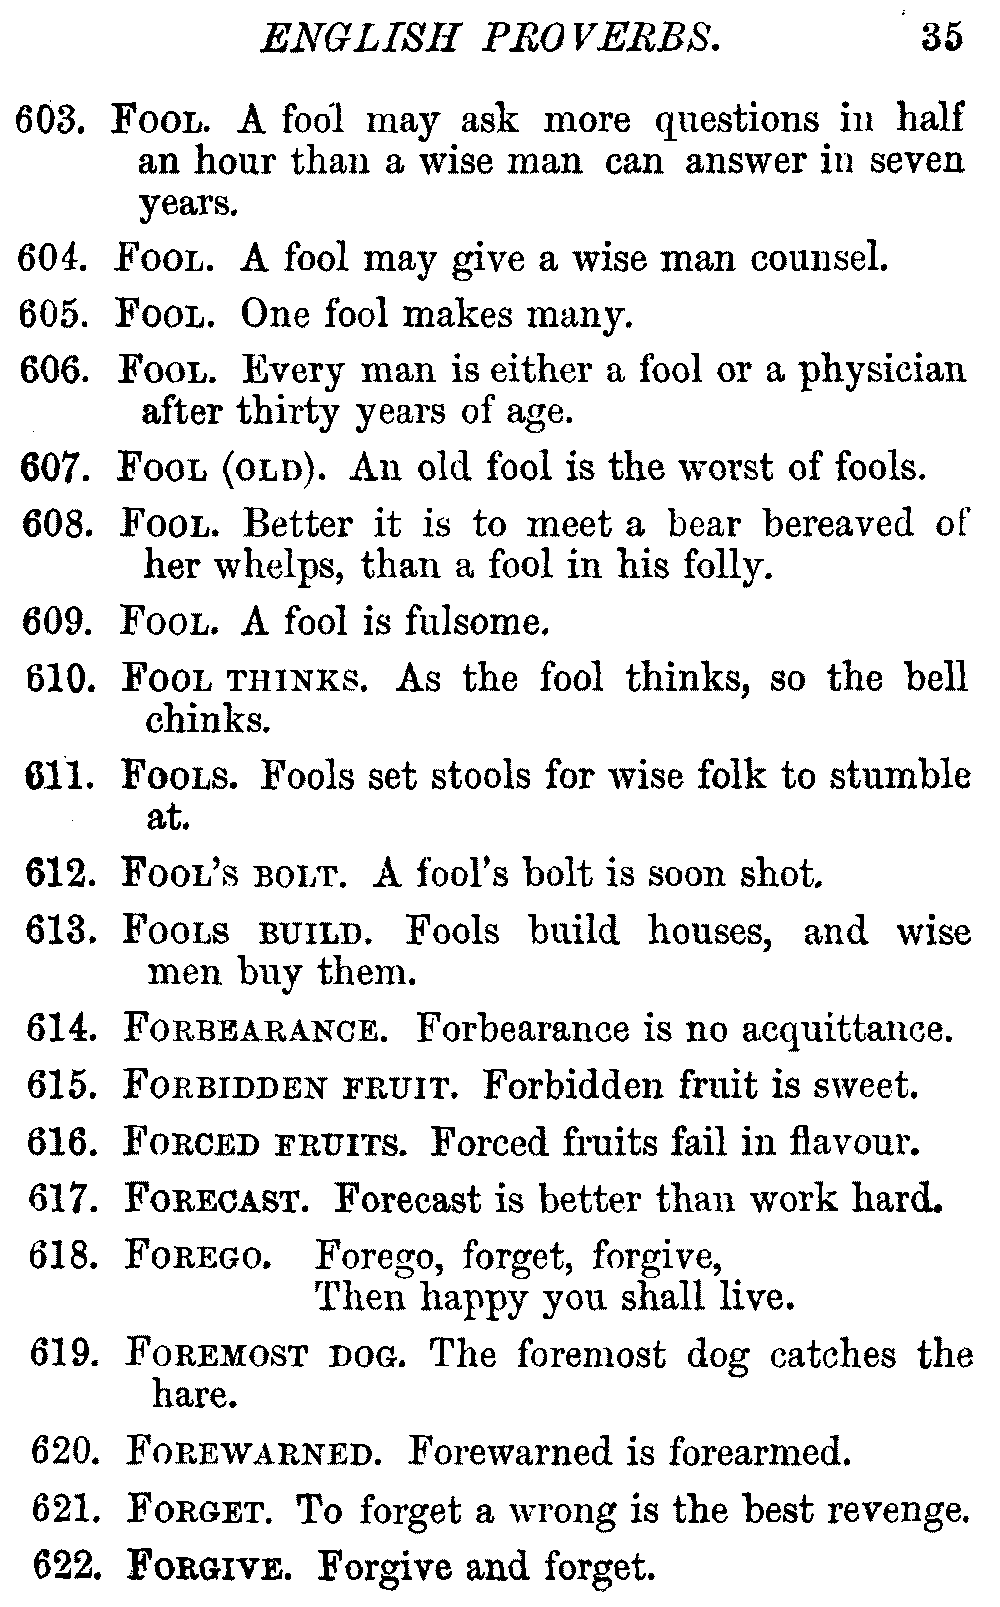 ENGLISH PROVERBS. 35
603. FOOL. A fool may ask more questions in half
an hour than a wise man can answer in seven
years.
604. FOOL. A fool may give a wise man counsel.
605. FOOL. One fool makes many.
606. FOOL. Every man is either a fool or a physician
after thirty years of age.
607. FOOL (OLD). An old fool is the worst of fools.
608. FOOL. Better it is to meet a bear bereaved of
her whelps, than a fool in his folly.
609. FOOL. A fool is fulsome.
610. FOOL THINKS. As the fool thinks, so the bell
chinks.
611. FOOLS. Fools set stools for wise folk to stumble
at.
612. FOOL'S BOLT. A fool's bolt is soon shot.
613. FOOLS BUILD. Fools build houses, and wise
men buy them.
614. FORBEARANCE. Forbearance is no acquittance.
615. FORBIDDEN FRUIT. Forbidden fruit is sweet.
616. FORCED FRUITS. Forced fruits fail in flavour.
617. FORECAST. Forecast is better than work hard.
618. FOREGO. Forego, forget, forgive,
Then happy you shall live.
619. FOREMOST DOG. The foremost dog catches the
hare.
620. FOREWARNED. Forewarned is forearmed.
621. FORGET. To forget a wrong is the best revenge.
622. FORGIVE. Forgive and forget.